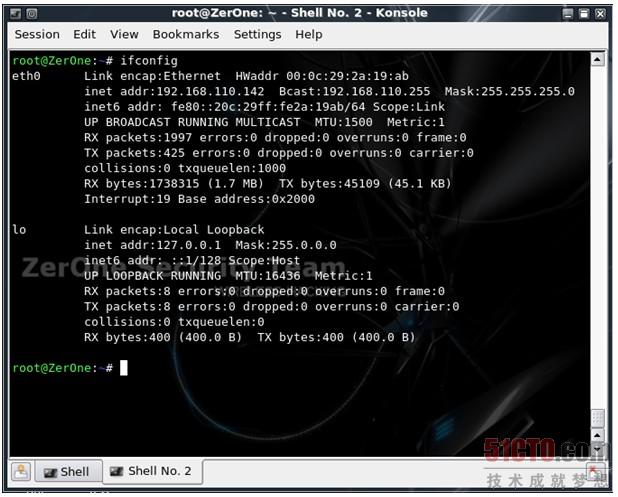 root@ZerOne: ~ - Shell No. 2 - Konsole
Session Edit View Bookmarks Settings Help
root@ZerOne:~# ifconfig
eth0 Link encap:Ethernet HWaddr 00:0c:29:2a:19:ab
inet addr:192.168.110.142 Bcast:192.168.110.255 Mask:255.255.255.0
inet6 addr: fe80::20c:29ff:fe2a:19ab/64 Scope:Link
UP BROADCAST RUNNING MULTICAST MTU:1500 Metric:1
RX packets:1997 errors:0 dropped:0 overruns:0 frame:0
TX packets:425 errors:0 dropped:0 overruns:0 carrier:0
collisions:0 txqueuelen:1000
RX bytes:1738315 (1.7 MB) TX bytes:45109 (45.1 KB)
Interrupt:19 Base address:0x2000
lo Link encap:Local Loopback
inet addr:127.0.0.1 Mask:255.0.0.0
inet6 addr: ::1/128 Scope:Host
ZerOne Security Team
UP LOOPBACK RUNNING MTU:16436 Metric:1
RX packets:8 errors:0 dropped:0 overruns:0 frame:0
TX packets:8 errors:0 dropped:0 overruns:0 carrier:0
collisions:0 txqueuelen:0
RX bytes:400 (400.0 B) TX bytes:400 (400.0 B)
root@ZerOne:~#
Shell
Shell No. 2
51CTO.com
技术成就梦想